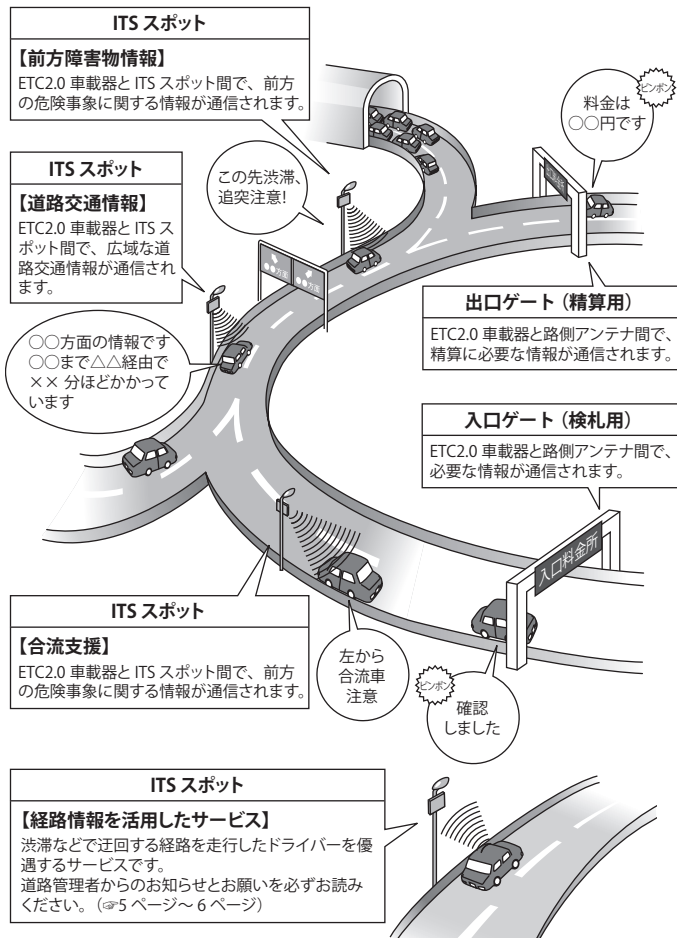 ITS スポット
【前方障害物情報】
ETC2.0 車載器と ITS スポット間で、前方
の危険事象に関する情報が通信されます。
ピンポン
料金は
○○円です
ITS スポット
【道路交通情報】
ETC2.0 車載器と ITS ス
ポット間で、広域な道
路交通情報が通信され
ます。
この先渋滞、
追突注意!
●●方面
●●方面
出口ゲート（精算用）
ETC2.0 車載器と路側アンテナ間で、
精算に必要な情報が通信されます。
○○方面の情報です
○○まで△△経由で
×× 分ほどかかって
います
入口ゲート（検札用）
ETC2.0 車載器と路側アンテナ間で、
必要な情報が通信されます。
入口料金所
ITS スポット
【合流支援】
ETC2.0 車載器と ITS スポット間で、前方
の危険事象に関する情報が通信されます。
左から
合流車
注意
ピンポン
確認
しました
ITS スポット
【経路情報を活用したサービス】
渋滞などで迂回する経路を走行したドライバーを優
遇するサービスです。
道路管理者からのお知らせとお願いを必ずお読み
ください。（☞5 ページ～ 6 ページ）